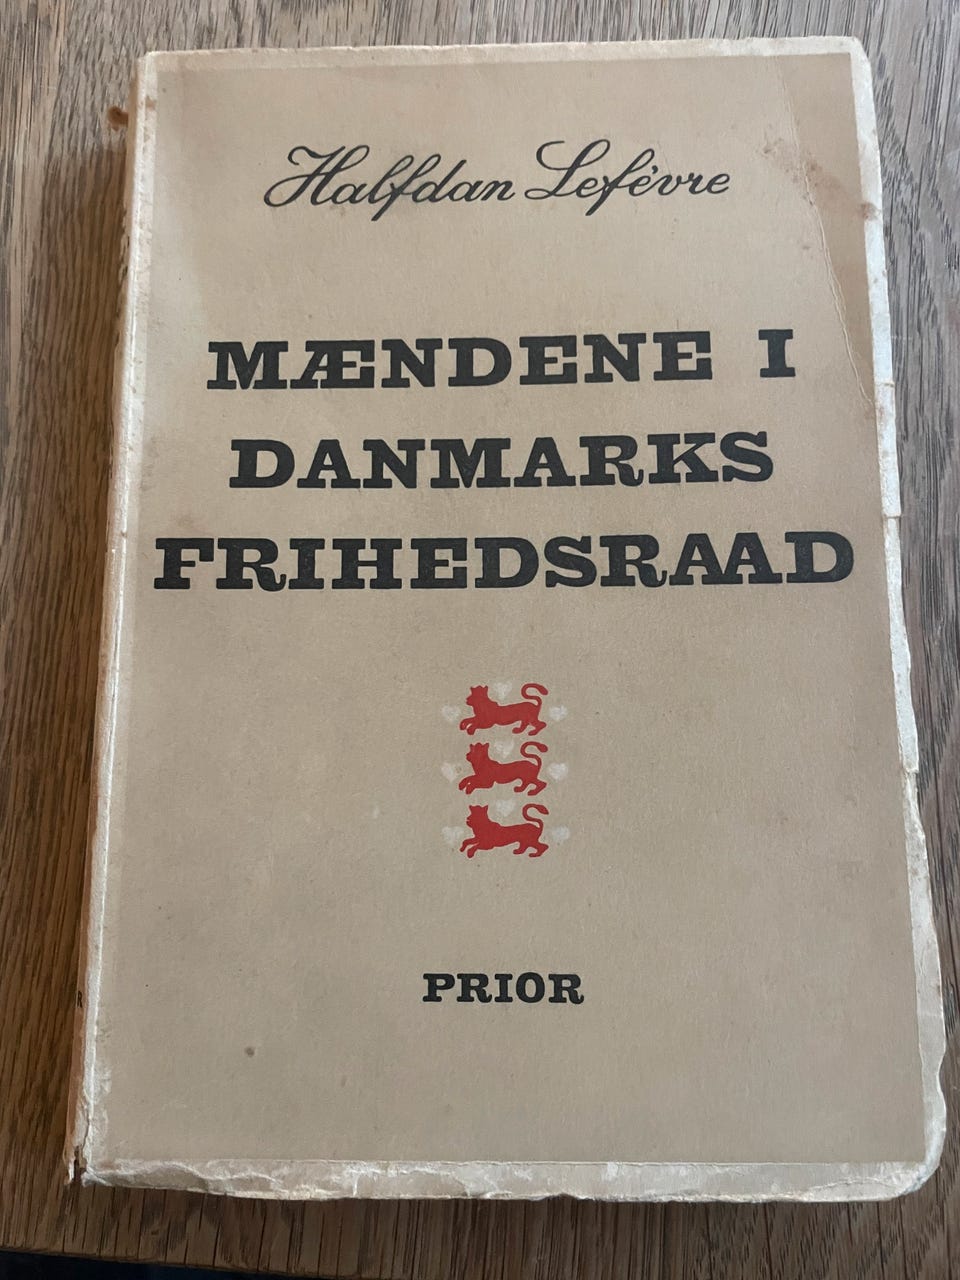 Halfdan Lefèvre
MÆNDENE I
DANMARKS
FRIHEDSRAAD
PRIOR